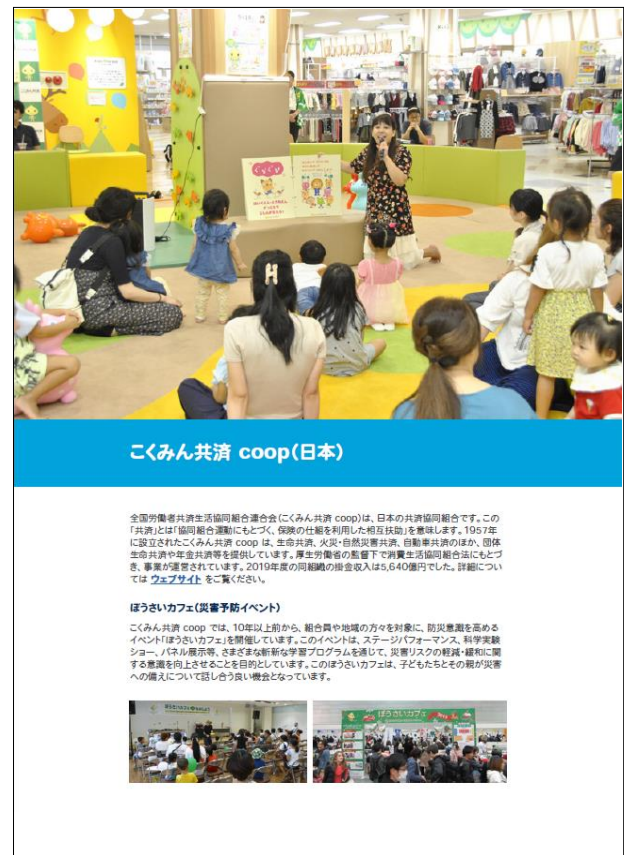 ぐやぐや
こくみん共済 coop(日本)
全国労働者共済生活協同組合連合会(こくみん共済 coop)は、日本の共済協同組合です。この
「共済」とは「協同組合運動にもとづく、保険の仕組を利用した相互扶助」を意味します。1957年
に設立されたこくみん共済 coop は、生命共済、火災・自然災害共済、自動車共済のほか、団体
生命共済や年金共済等を提供しています。厚生労働省の監督下で消費生活協同組合法にもとづ
き、事業が運営されています。2019年度の同組織の掛金収入は5,640億円でした。詳細につい
ては ウェブサイト をご覧ください。
ぼうさいカフェ(災害予防イベント)
こくみん共済 coop では、10年以上前から、組合員や地域の方々を対象に、防災意識を高める
イベント「ぼうさいカフェ」を開催しています。このイベントは、ステージパフォーマンス、科学実験
ショー、パネル展示等、さまざまな斬新な学習プログラムを通じて、災害リスクの軽減・緩和に関
する意識を向上させることを目的としています。このぼうさいカフェは、子どもたちとその親が災害
への備えについて話し合う良い機会となっています。
ぼうさいカフェ